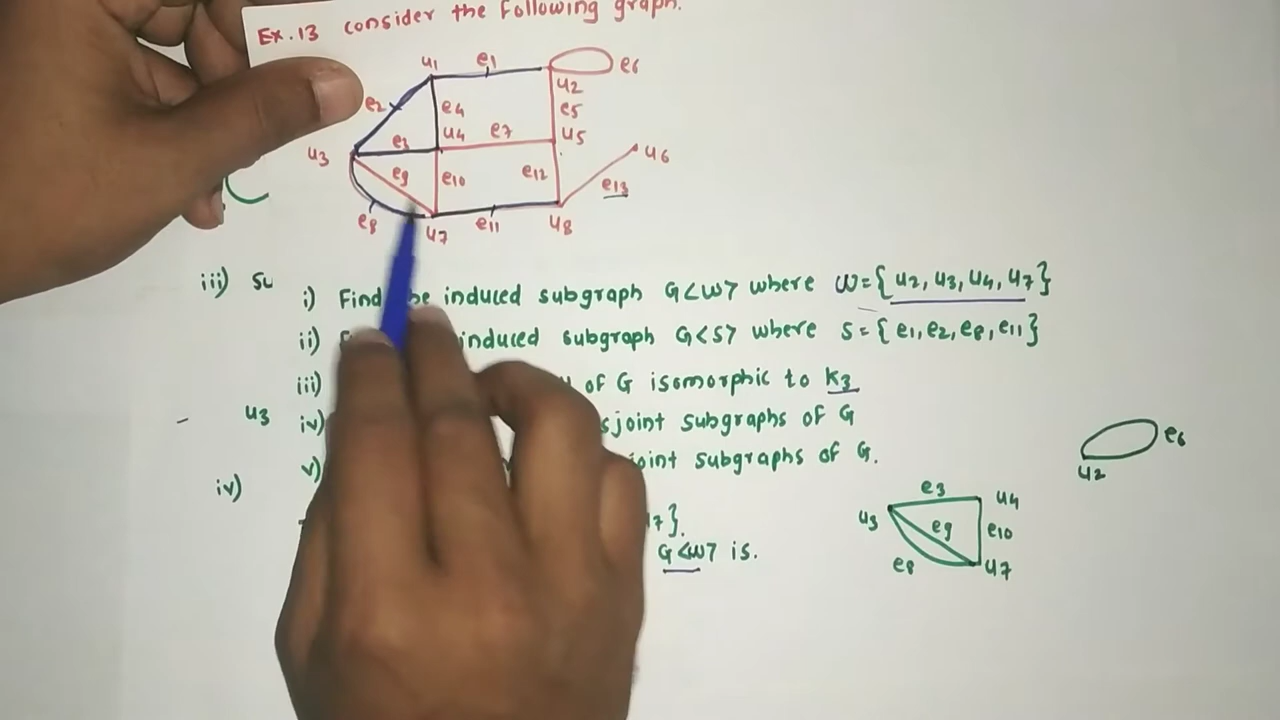 Ex.13 consider the following graph.
u1 e1 e6
e2 e4 u2
e5
e3 u4 e7 u5
u3 u6
e9 e10 e12 e13
e8 u7 e11 u8
iii) Su
i) Find induced subgraph G<W> where W={u2, u3, u4, u7}
ii) induced subgraph G<S> where S={e1, e2, e8, e11}
iii) of G isomorphic to K3
u3 iv) sjoint subgraphs of G
v) joint subgraphs of G.
iv)
e6
u2
e3 u4
u3 e9 e10
e8 u7
7}.
G<W> is.